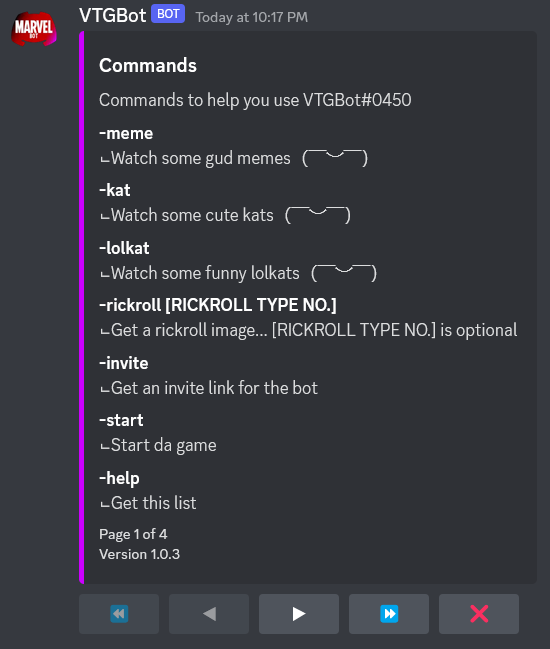 MARVEL
BOT
VTGBot BOT Today at 10:17 PM
Commands
Commands to help you use VTGBot#0450
-meme
⌙Watch some gud memes (￣︶￣)
-kat
⌙Watch some cute kats (￣︶￣)
-lolkat
⌙Watch some funny lolkats (￣︶￣)
-rickroll [RICKROLL TYPE NO.]
⌙Get a rickroll image... [RICKROLL TYPE NO.] is optional
-invite
⌙Get an invite link for the bot
-start
⌙Start da game
-help
⌙Get this list
Page 1 of 4
Version 1.0.3